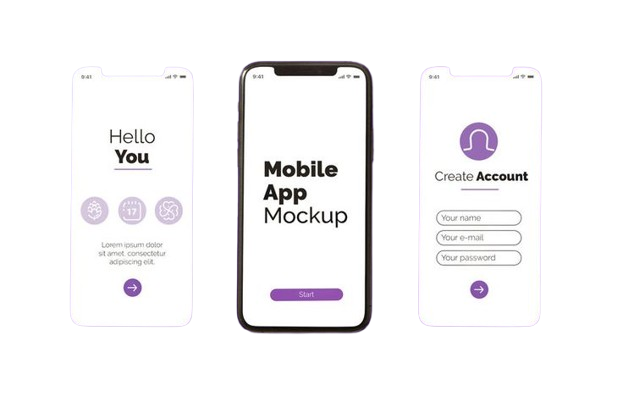 9:41
Hello
You
17
Lorem ipsum dolor
sit amet, consectetur
adipiscing elit.
9:41
Mobile
App
Mockup
Start
9:41
Create Account
Your name
Your e-mail
Your password